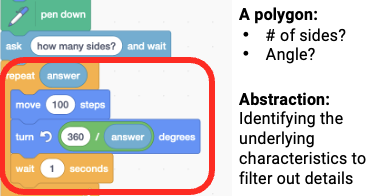 pen down
ask how many sides? and wait
repeat answer
move 100 steps
turn 360 / answer degrees
wait 1 seconds
A polygon:
• # of sides?
• Angle?
Abstraction:
Identifying the
underlying
characteristics to
filter out details